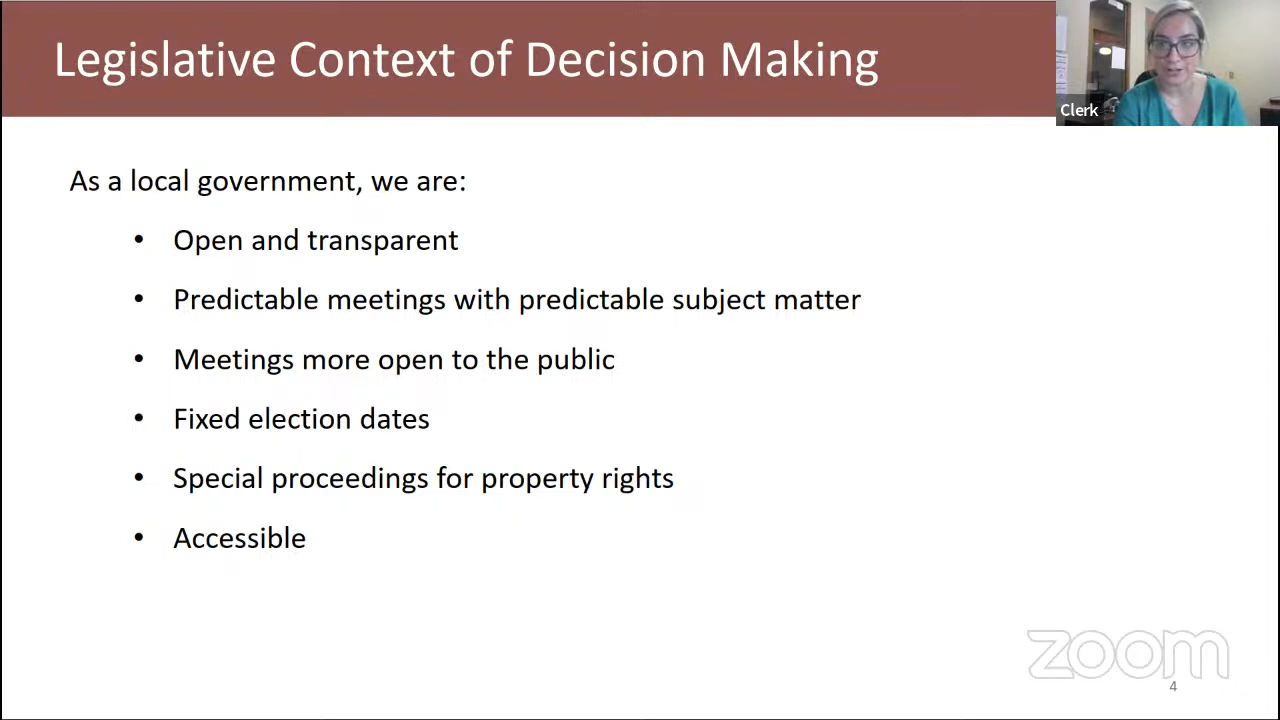 Legislative Context of Decision Making
Clerk
As a local government, we are:
• Open and transparent
• Predictable meetings with predictable subject matter
• Meetings more open to the public
• Fixed election dates
• Special proceedings for property rights
• Accessible
zoom
4